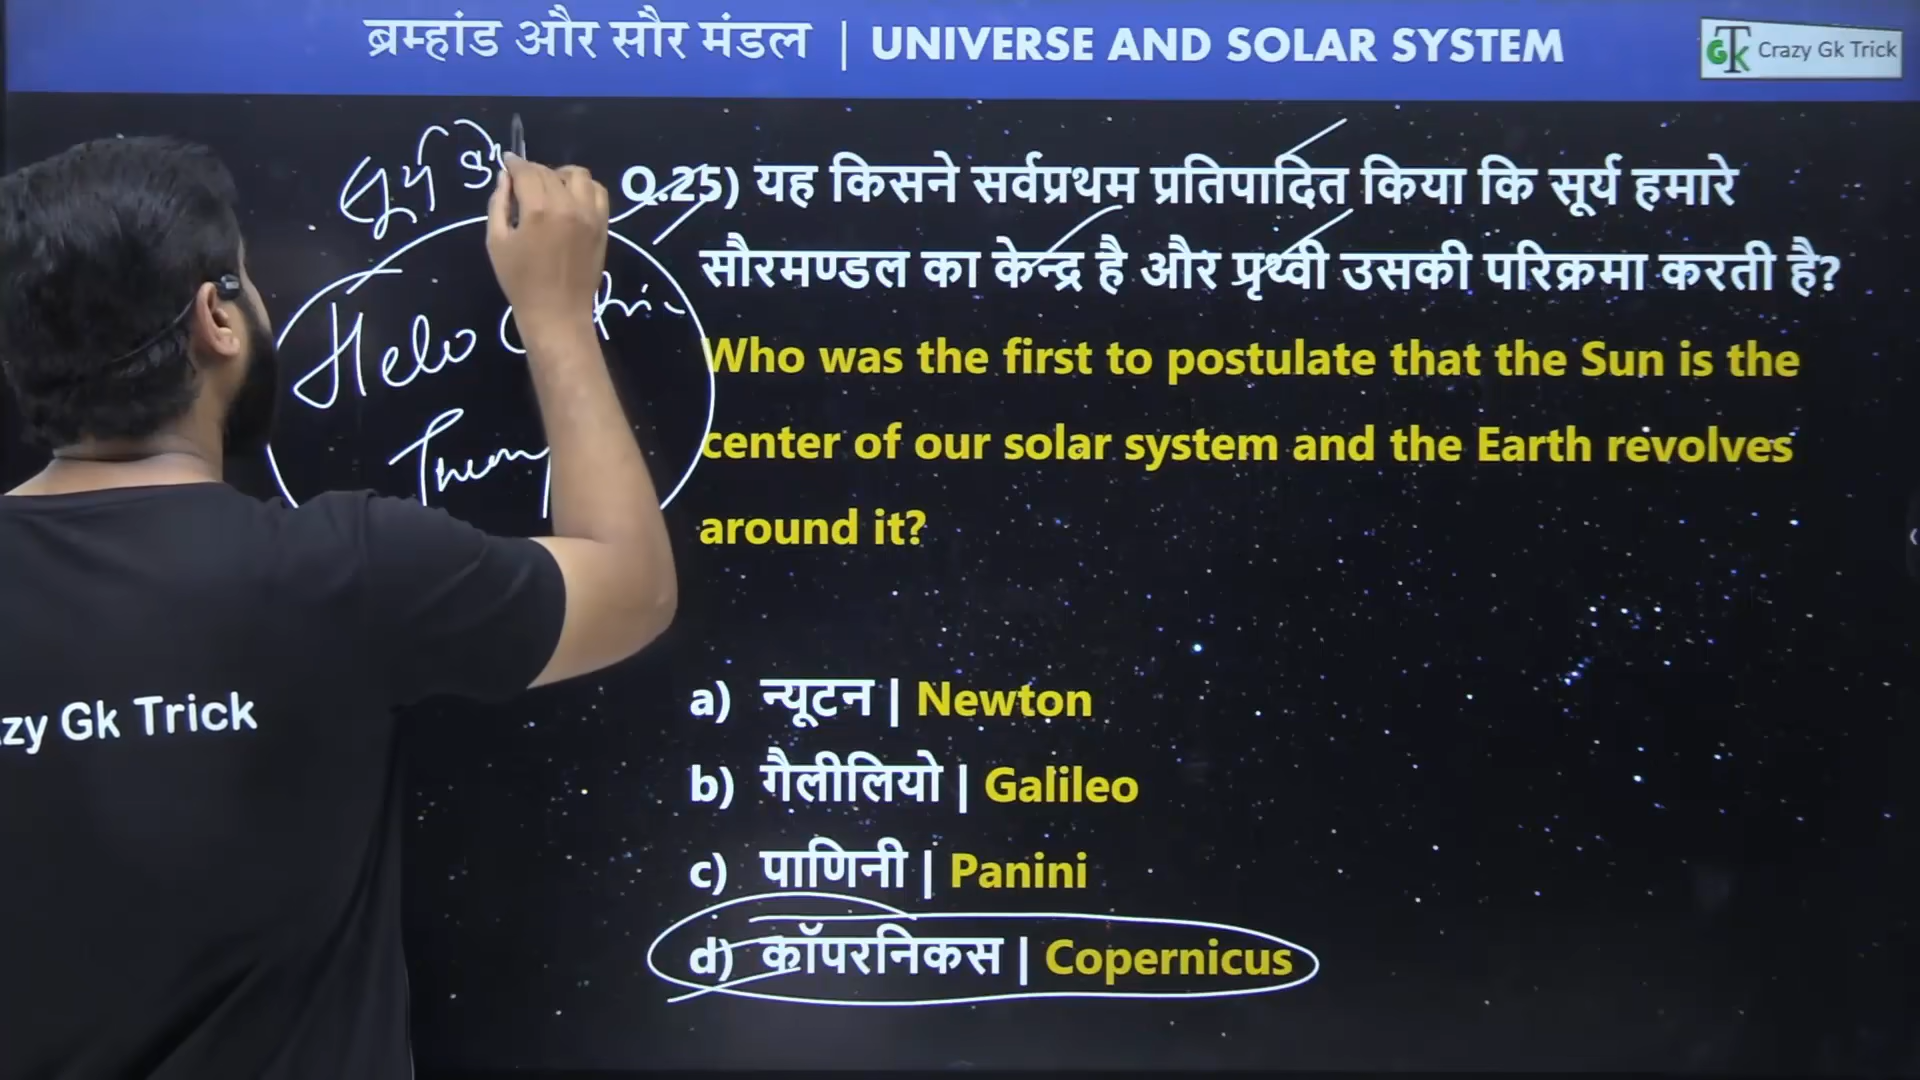 ब्रम्हांड और सौर मंडल | UNIVERSE AND SOLAR SYSTEM
GTK Crazy Gk Trick
सूर्य
Q.25) यह किसने सर्वप्रथम प्रतिपादित किया कि सूर्य हमारे
सौरमण्डल का केन्द्र है और पृथ्वी उसकी परिक्रमा करती है?
Helo
Who was the first to postulate that the Sun is the
center of our solar system and the Earth revolves
around it?
a) न्यूटन | Newton
zy Gk Trick
b) गैलीलियो | Galileo
c) पाणिनी | Panini
d) कॉपरनिकस | Copernicus